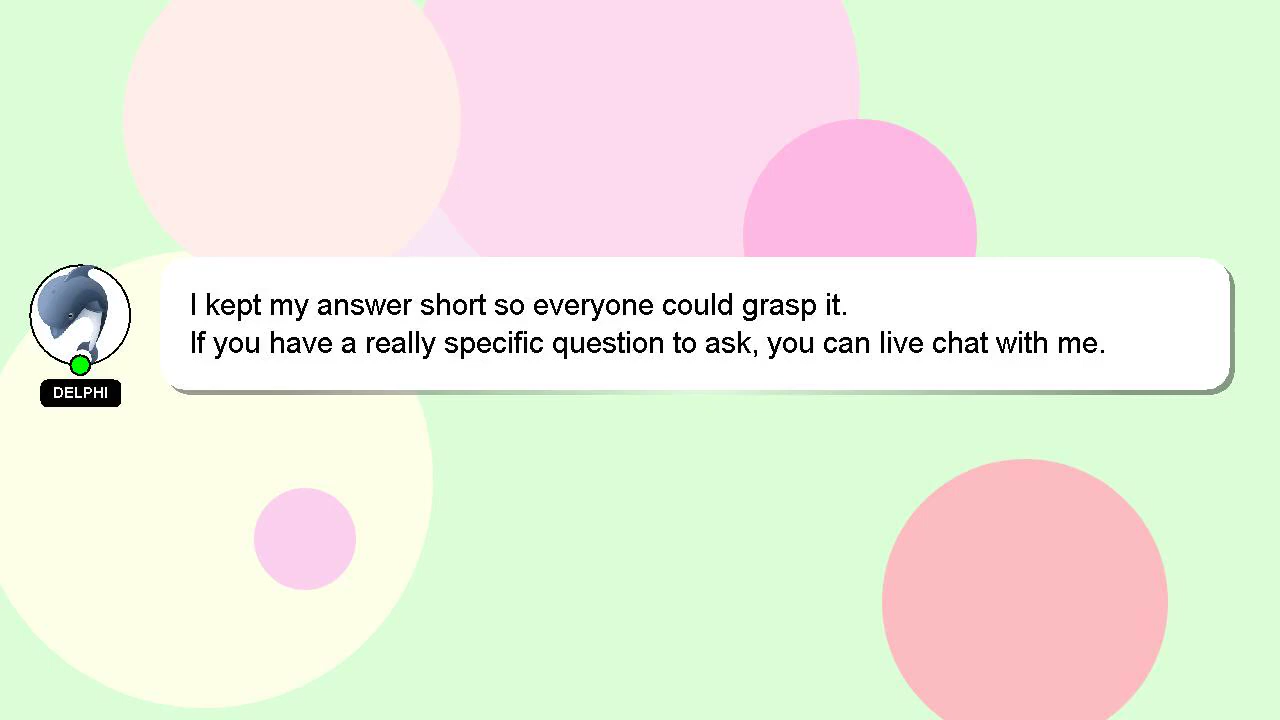 I kept my answer short so everyone could grasp it.
If you have a really specific question to ask, you can live chat with me.
DELPHI